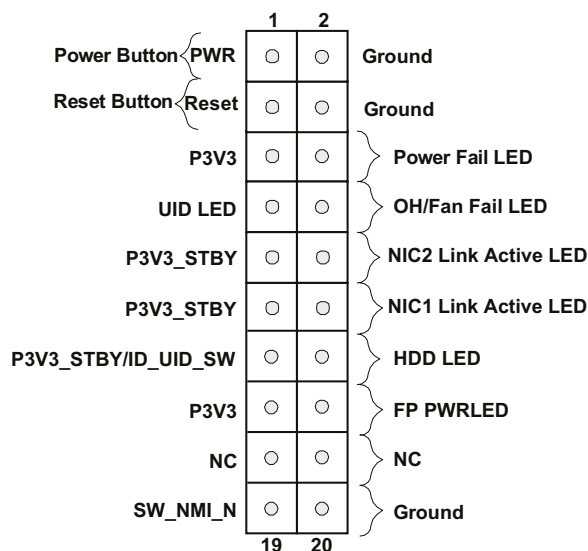 1 2
Power Button PWR Ground
Reset Button Reset Ground
P3V3 Power Fail LED
UID LED OH/Fan Fail LED
P3V3_STBY NIC2 Link Active LED
P3V3_STBY NIC1 Link Active LED
P3V3_STBY/ID_UID_SW HDD LED
P3V3 FP PWRLED
NC NC
SW_NMI_N Ground
19 20